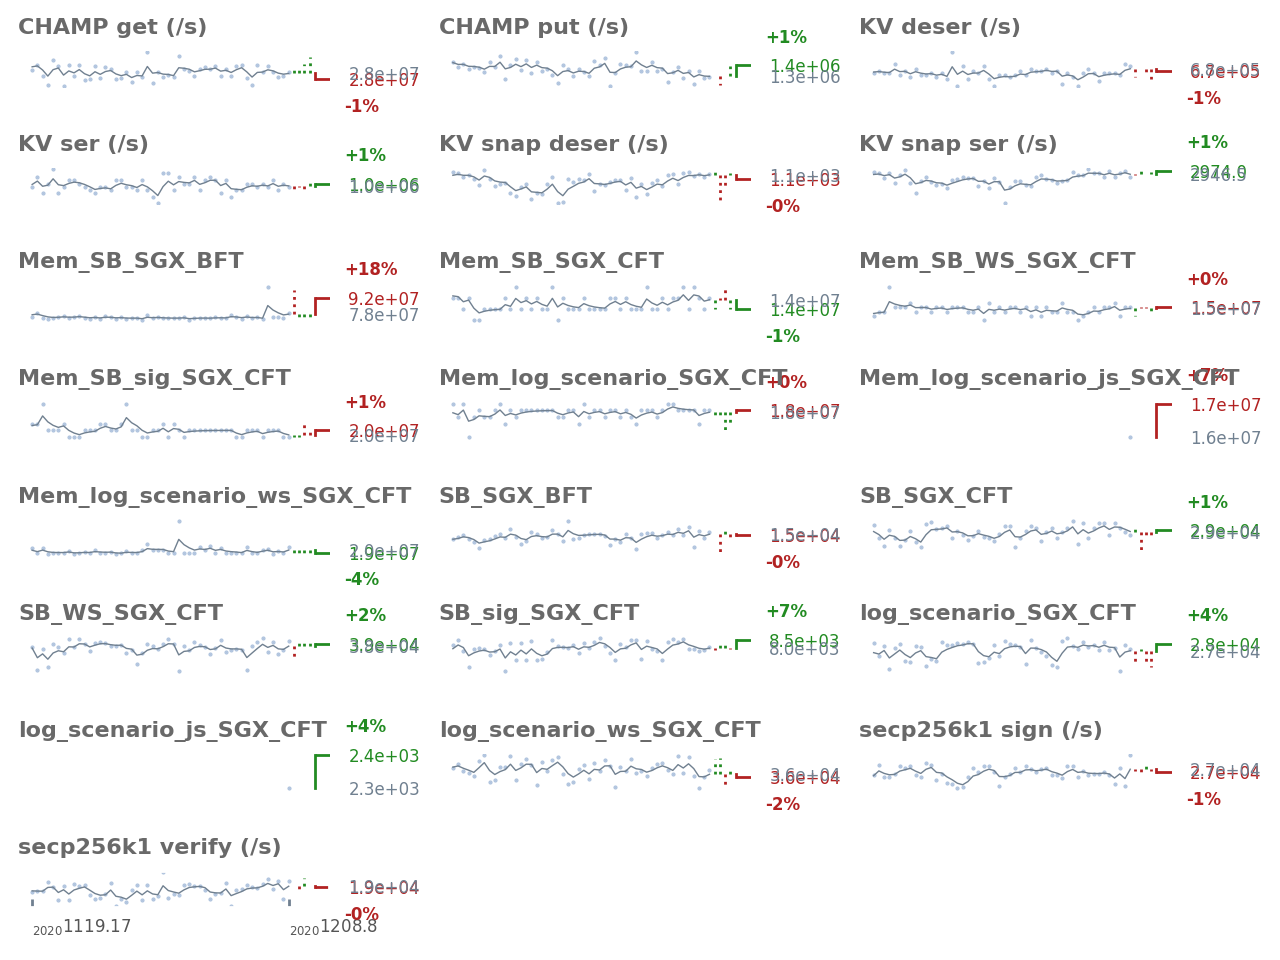 CHAMP get (/s)
2.8e+07
2.8e+07
-1%
CHAMP put (/s)
+1%
1.4e+06
1.3e+06
KV deser (/s)
6.7e+05
-1%
KV ser (/s)
+1%
1.0e+06
1.0e+06
KV snap deser (/s)
1.1e+03
1.1e+03
-0%
KV snap ser (/s)
+1%
2974.0
2946.5
Mem_SB_SGX_BFT
+18%
9.2e+07
7.8e+07
Mem_SB_SGX_CFT
1.4e+07
1.4e+07
-1%
Mem_SB_WS_SGX_CFT
+0%
1.5e+07
1.5e+07
Mem_SB_sig_SGX_CFT
+1%
2.0e+07
2.0e+07
Mem_log_scenario_SGX_CFT
+0%
1.8e+07
1.8e+07
Mem_log_scenario_js_SGX_CFT
+7%
1.7e+07
1.6e+07
Mem_log_scenario_ws_SGX_CFT
2.0e+07
1.9e+07
-4%
SB_SGX_BFT
1.5e+04
1.5e+04
-0%
SB_SGX_CFT
+1%
2.9e+04
2.9e+04
SB_WS_SGX_CFT
+2%
3.9e+04
3.8e+04
SB_sig_SGX_CFT
+7%
8.5e+03
8.0e+03
log_scenario_SGX_CFT
+4%
2.8e+04
2.7e+04
log_scenario_js_SGX_CFT
+4%
2.4e+03
2.3e+03
log_scenario_ws_SGX_CFT
3.6e+04
3.6e+04
-2%
secp256k1 sign (/s)
2.7e+04
2.7e+04
-1%
secp256k1 verify (/s)
1.9e+04
1.9e+04
-0%
2020 1119.17
2020 1208.8